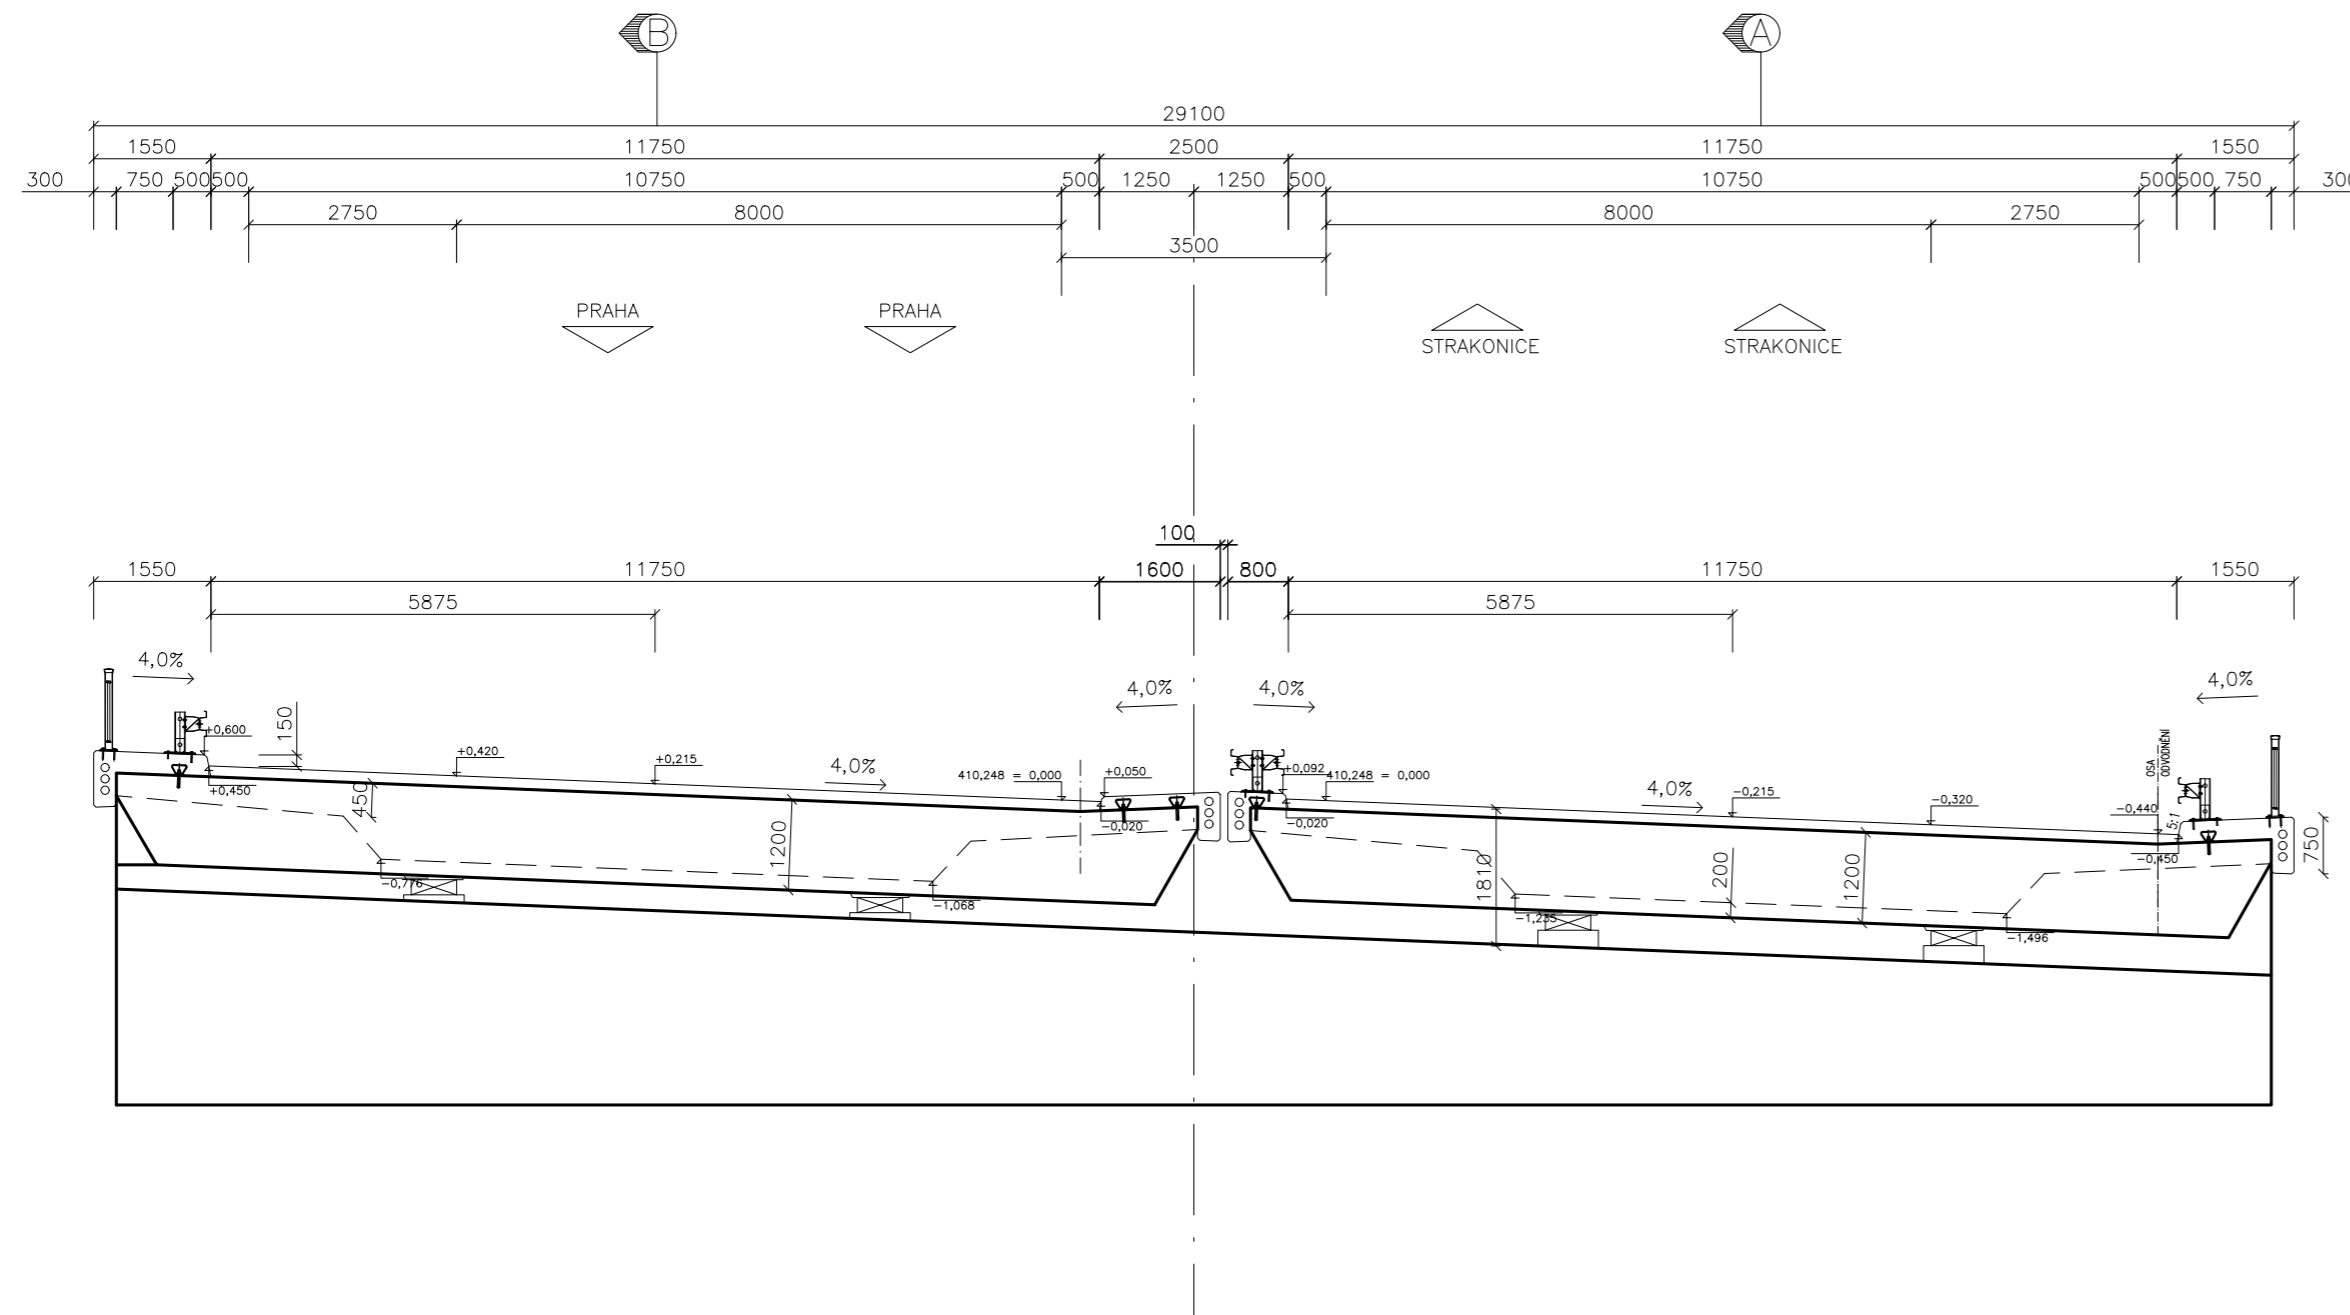 B A
29100
1550 11750 2500 11750 1550
300 750 500 500 10750 500 1250 1250 500 10750 500 500 750
2750 8000 8000 2750
3500
PRAHA PRAHA
STRAKONICE STRAKONICE
100
1550 11750 1600 800 11750 1550
5875 5875
4,0% 4,0% 4,0% 4,0%
+0,600 150 +0,420 +0,215 4,0% 410,248 = 0,000 +0,050 +0,092 410,248 = 0,000 4,0% -0,215 -0,320 -0,440 OSA
ODVODNĚNÍ
+0,450 450 -0,020 -0,020 5:1 -0,450 750
1200 1810 200 1200
-0,776 -1,068 -1,235 -1,496